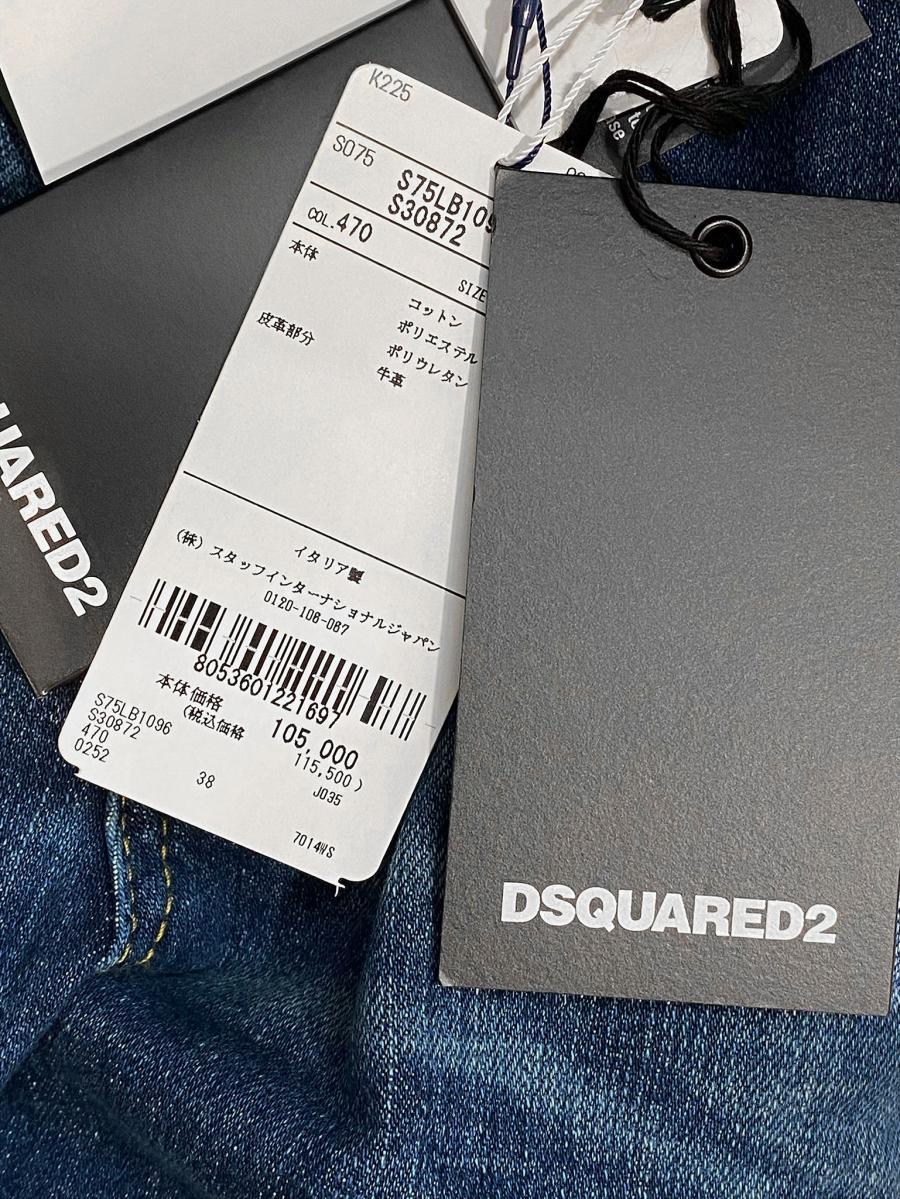 K225
S075
S75LB109
S30872
COL.470
SIZE
本体
コットン
ポリエステル
皮革部分
ポリウレタン
牛革
イタリア製
(株) スタッフインターナショナルジャパン
0120-106-067
8053601221697
本体価格 105,000
(税込価格 115,500)
S75LB1096
S30872
470
0252
38
J035
7014WS
UARED2
DSQUARED2